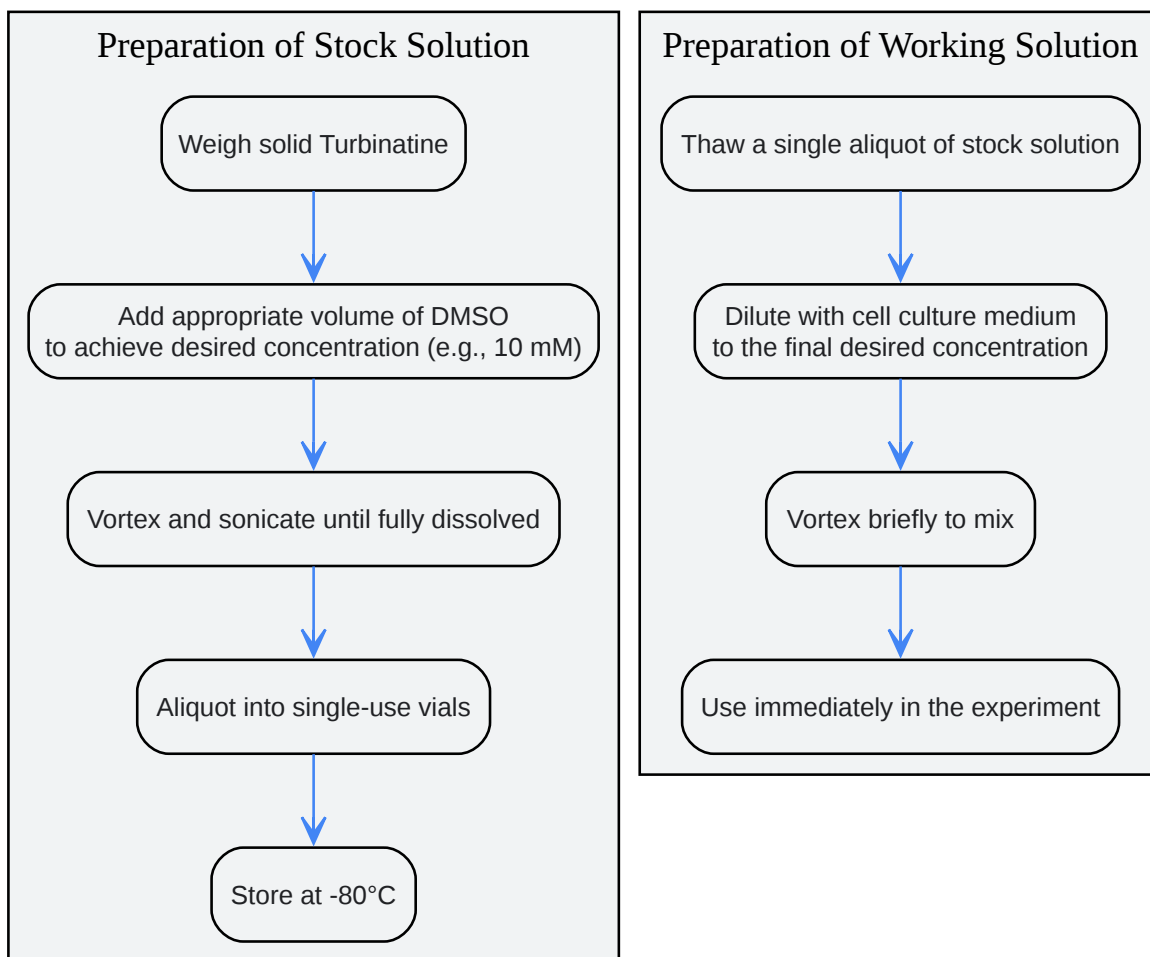 Preparation of Stock Solution
Weigh solid Turbinatine
Add appropriate volume of DMSO
to achieve desired concentration (e.g., 10 mM)
Vortex and sonicate until fully dissolved
Aliquot into single-use vials
Store at -80°C
Preparation of Working Solution
Thaw a single aliquot of stock solution
Dilute with cell culture medium
to the final desired concentration
Vortex briefly to mix
Use immediately in the experiment